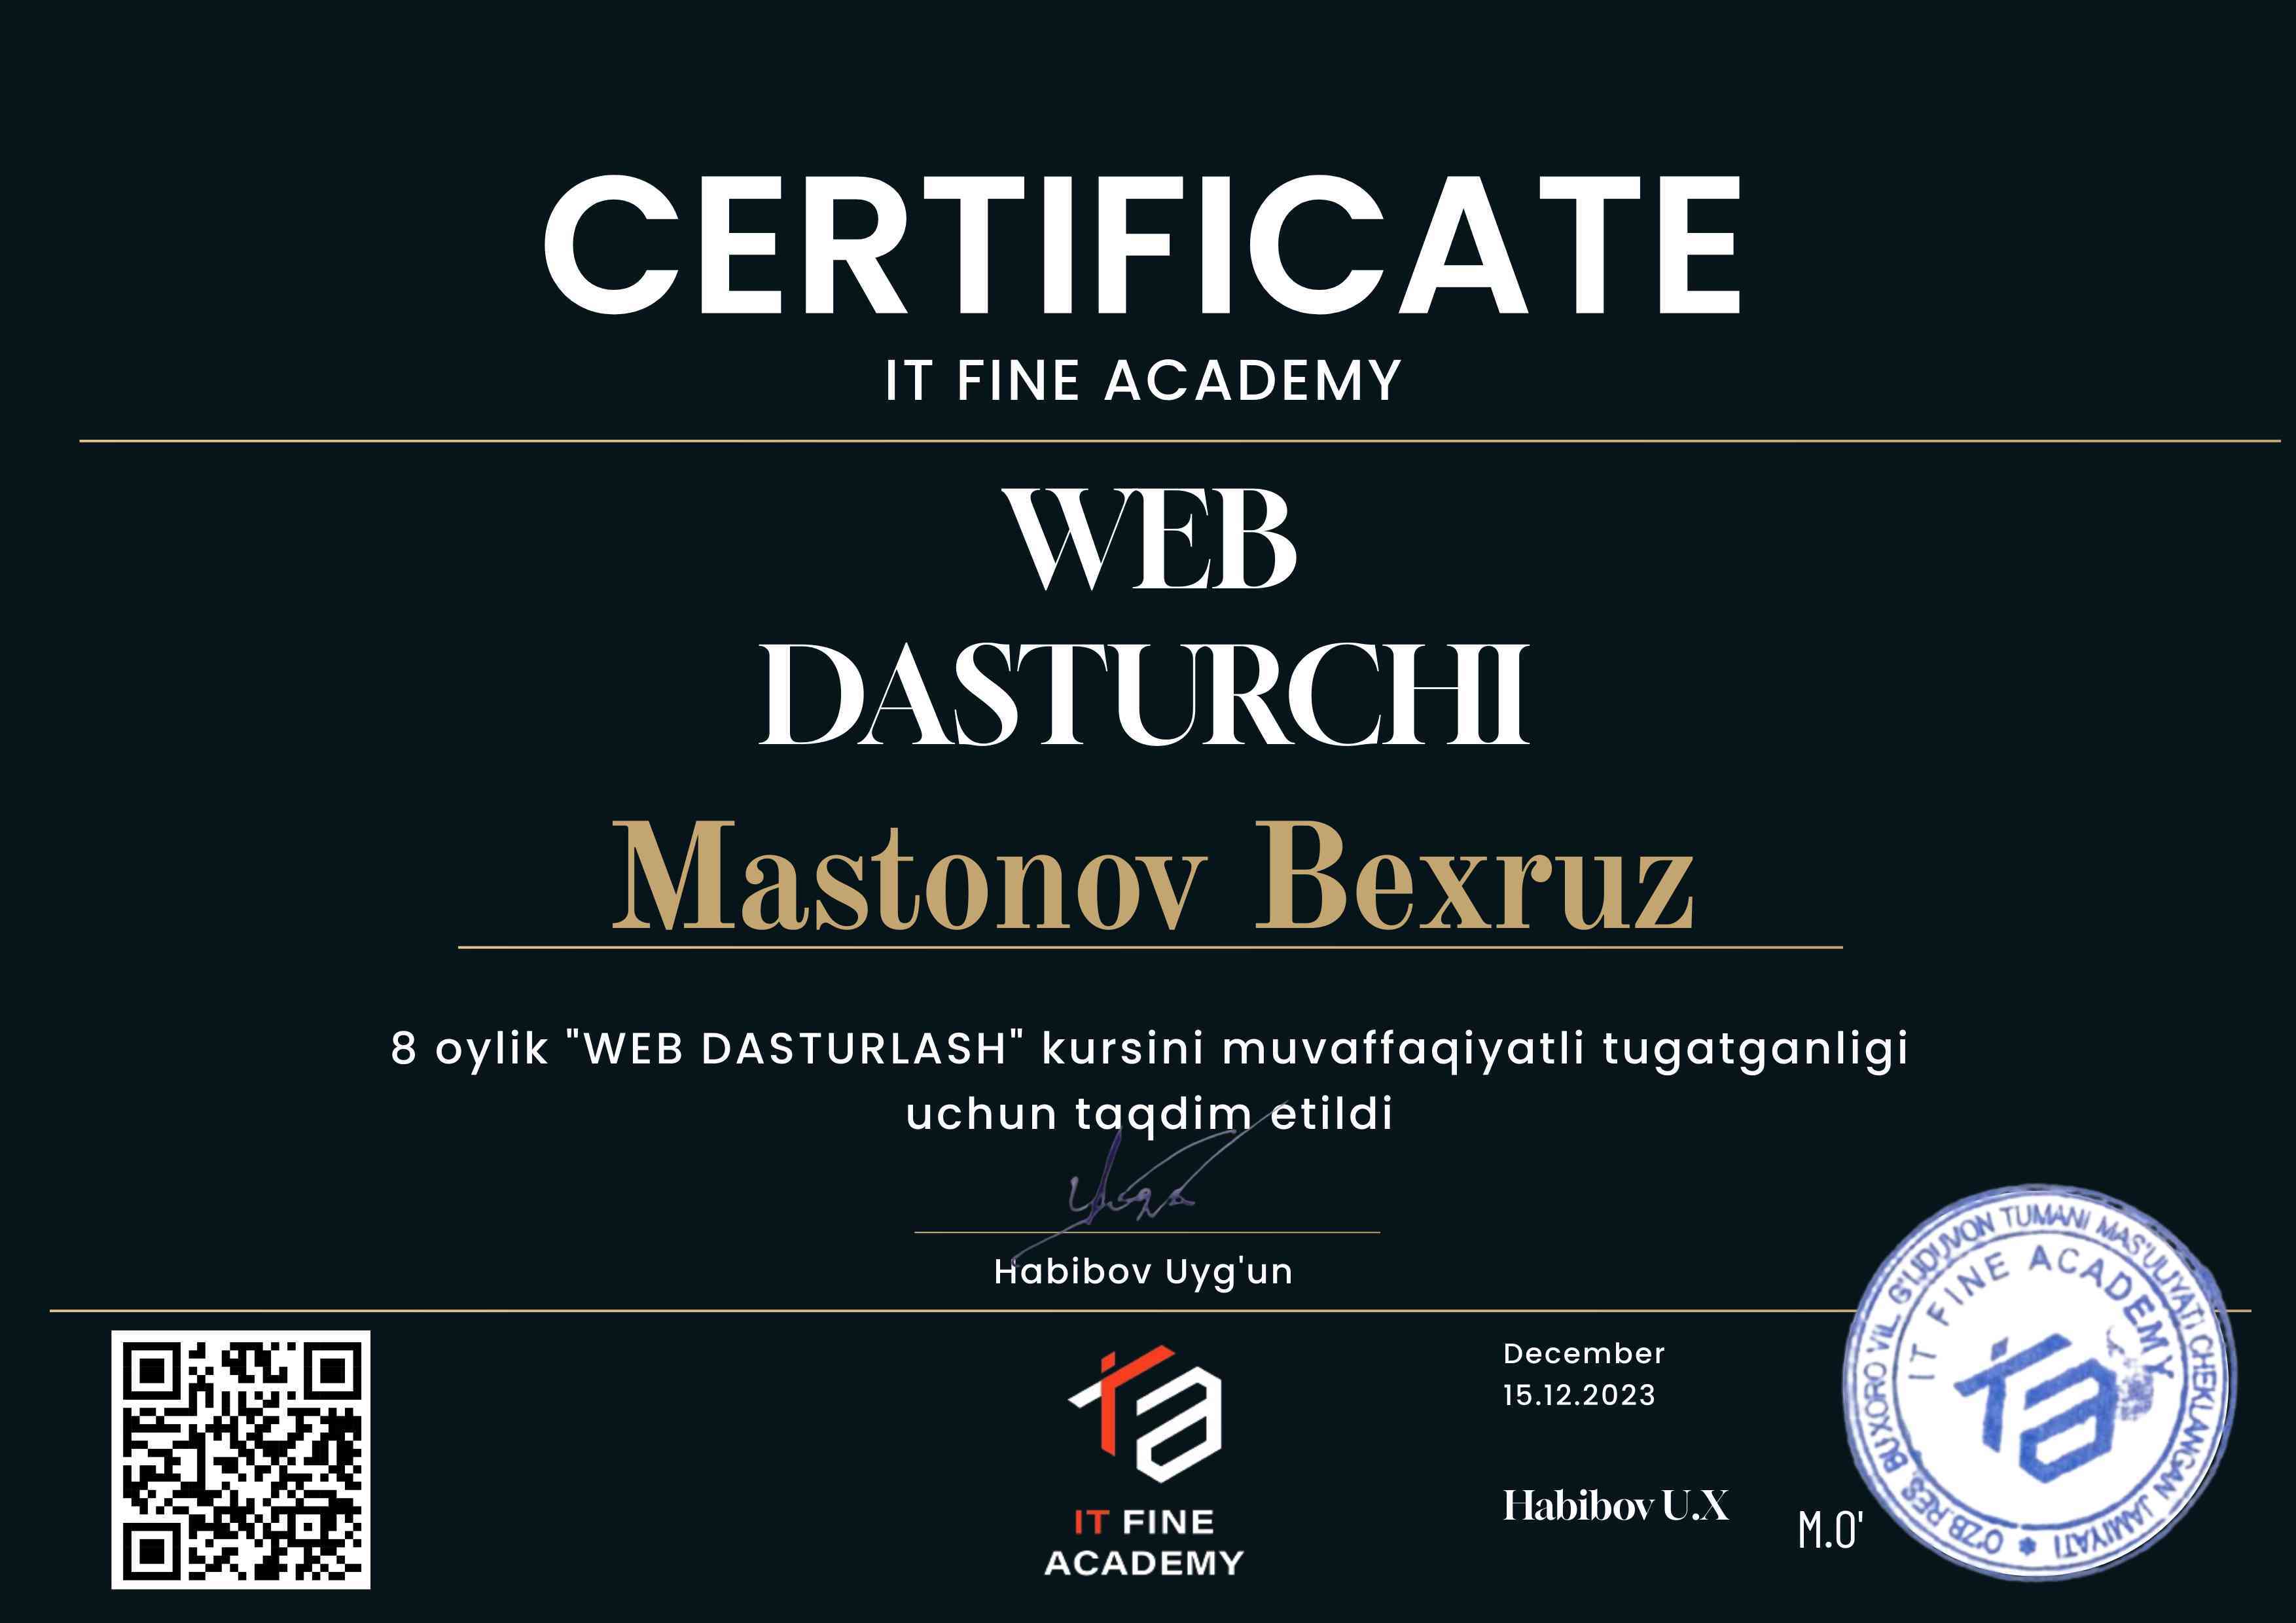 CERTIFICATE
IT FINE ACADEMY
WEB
DASTURCHI
Mastonov Bexruz
8 oylik "WEB DASTURLASH" kursini muvaffaqiyatli tugatganligi
uchun taqdim etildi
Habibov Uyg'un
IT FINE
ACADEMY
December
15.12.2023
Habibov U.X
M.O'
O'ZB.RES. BUXORO VIL. G'IJDUVON TUMANI MAS'ULIYATI CHEKLANGAN JAMIYATI
IT FINE ACADEMY